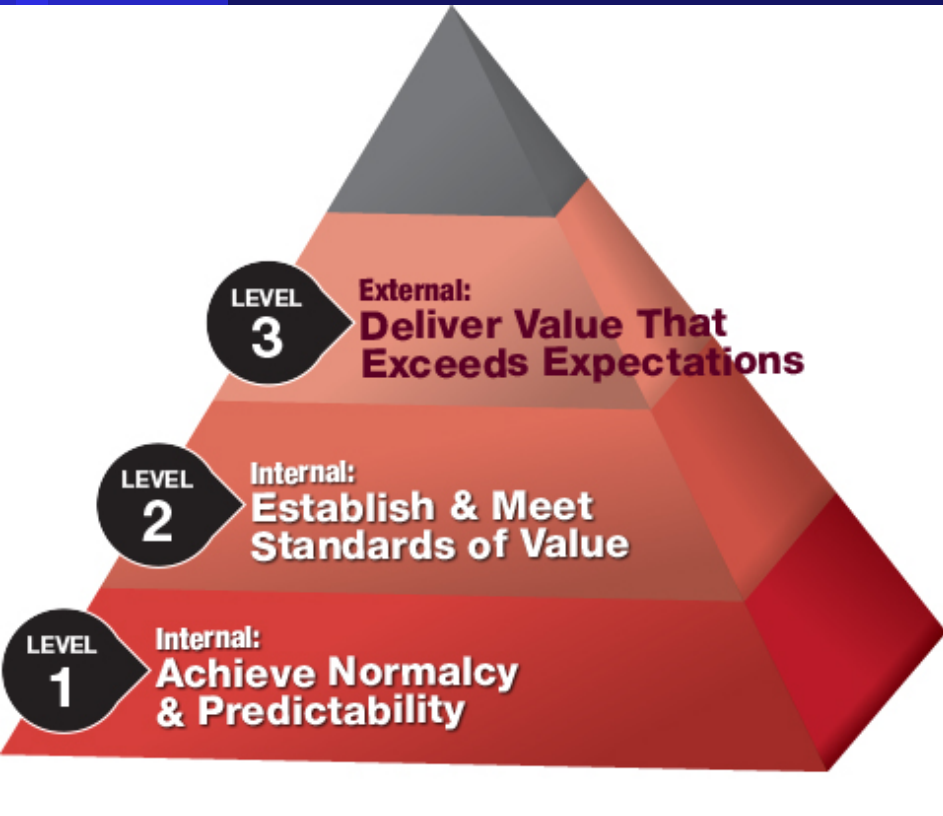 LEVEL
3
External:
Deliver Value That
Exceeds Expectations
LEVEL
2
Internal:
Establish & Meet
Standards of Value
LEVEL
1
Internal:
Achieve Normalcy
& Predictability